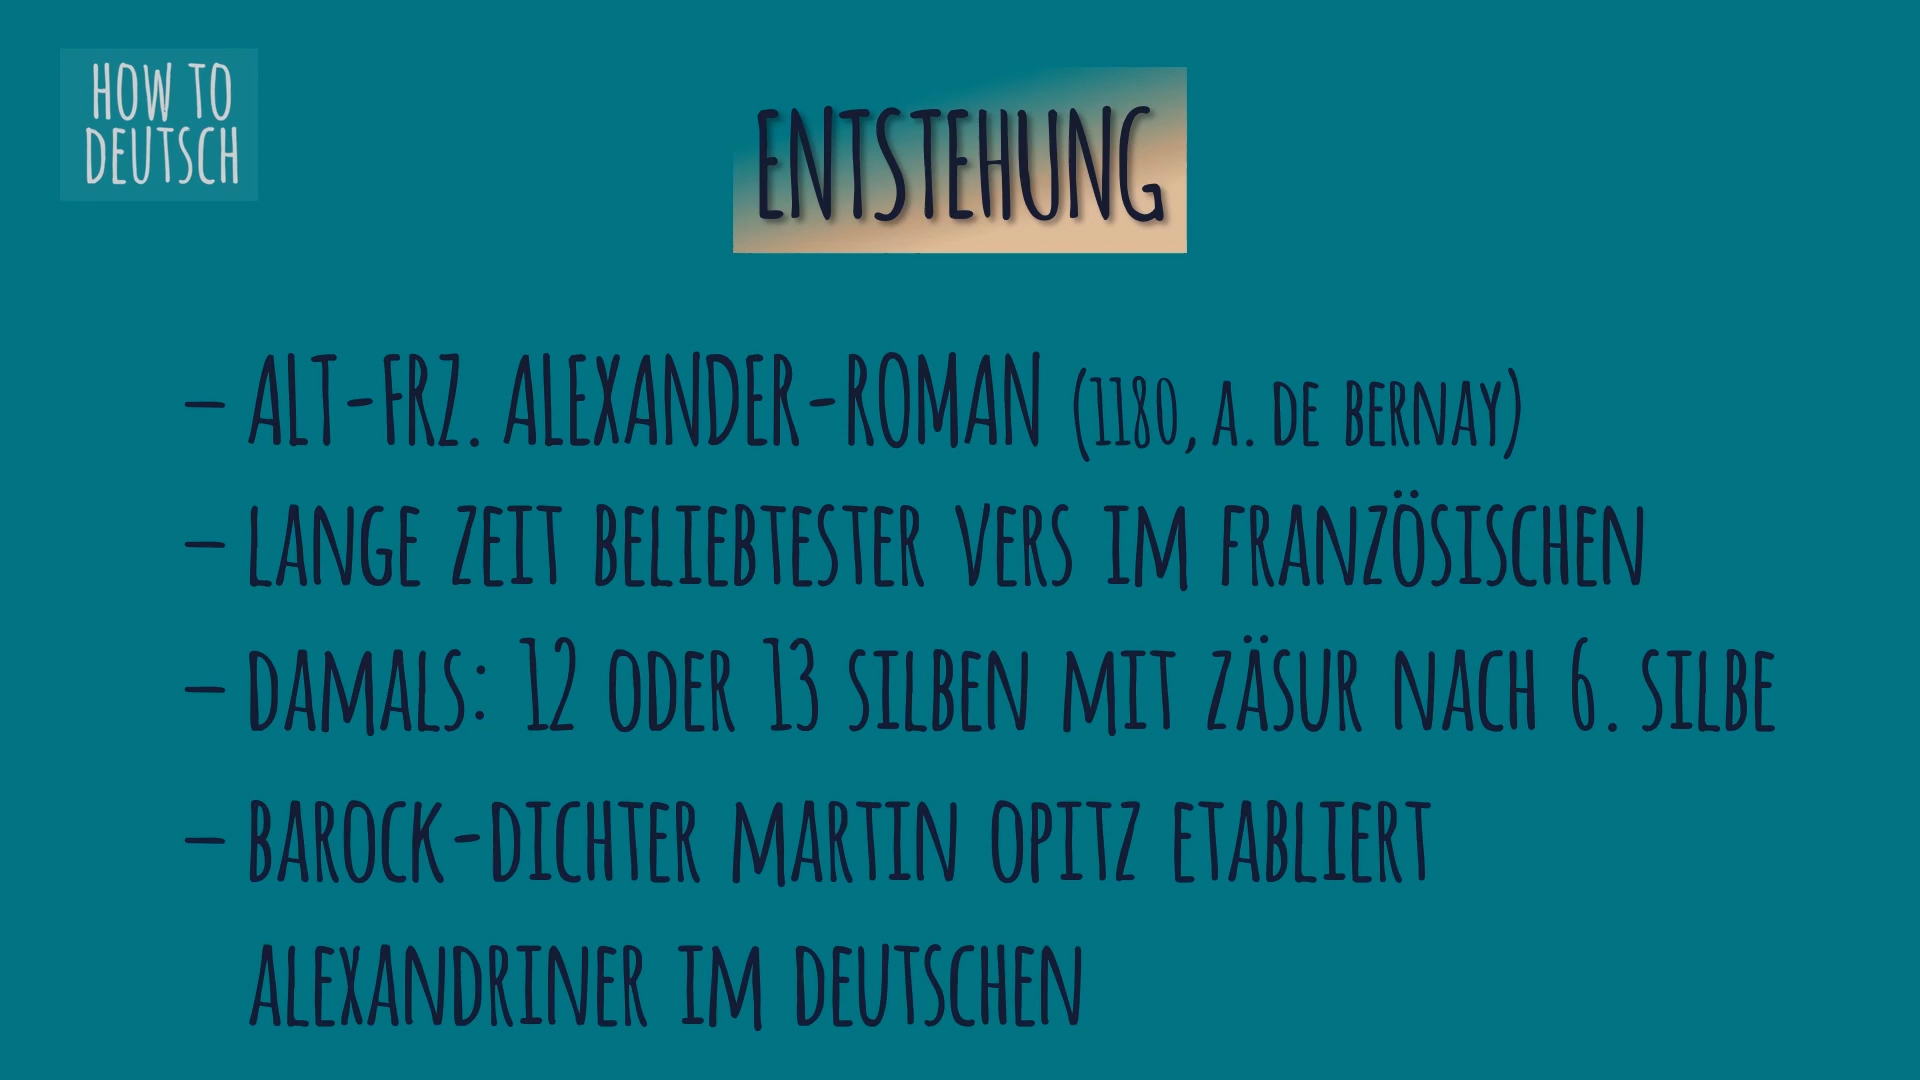 HOW TO
DEUTSCH
ENTSTEHUNG
– ALT-FRZ. ALEXANDER-ROMAN (1180, A. DE BERNAY)
– LANGE ZEIT BELIEBTESTER VERS IM FRANZÖSISCHEN
– DAMALS: 12 ODER 13 SILBEN MIT ZÄSUR NACH 6. SILBE
– BAROCK-DICHTER MARTIN OPITZ ETABLIERT
ALEXANDRINER IM DEUTSCHEN